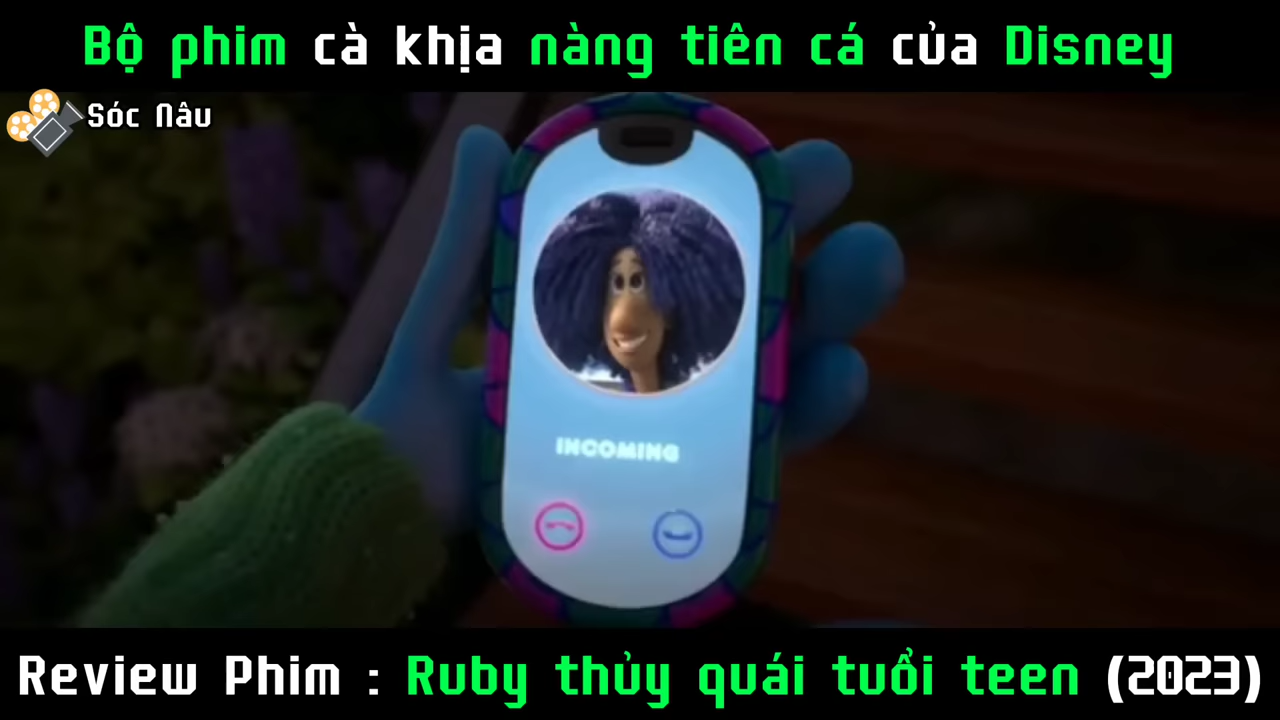 Bộ phim cà khịa nàng tiên cá của Disney
Sóc Nâu
INCOMING
Review Phim : Ruby thủy quái tuổi teen (2023)